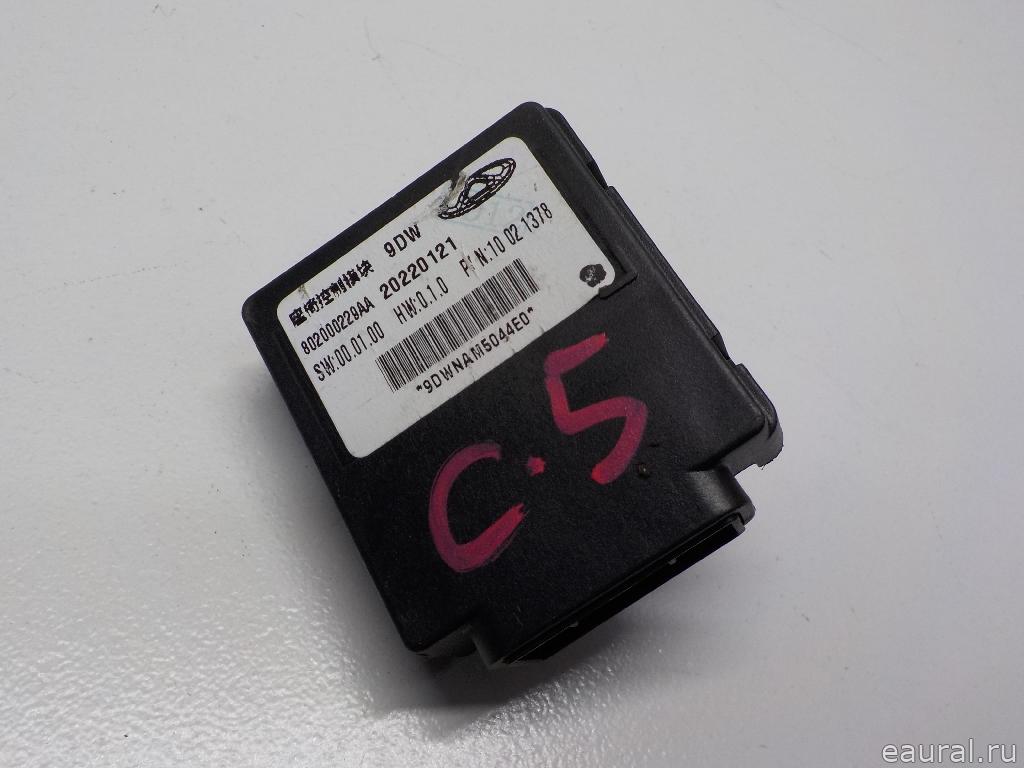 座椅控制模块 9DW
802000229AA 20220121
SW:00.01.00 HW:0.1.0 P/N:10 02 1378
*9DWNAM5044E0*
C.5
eaural.ru